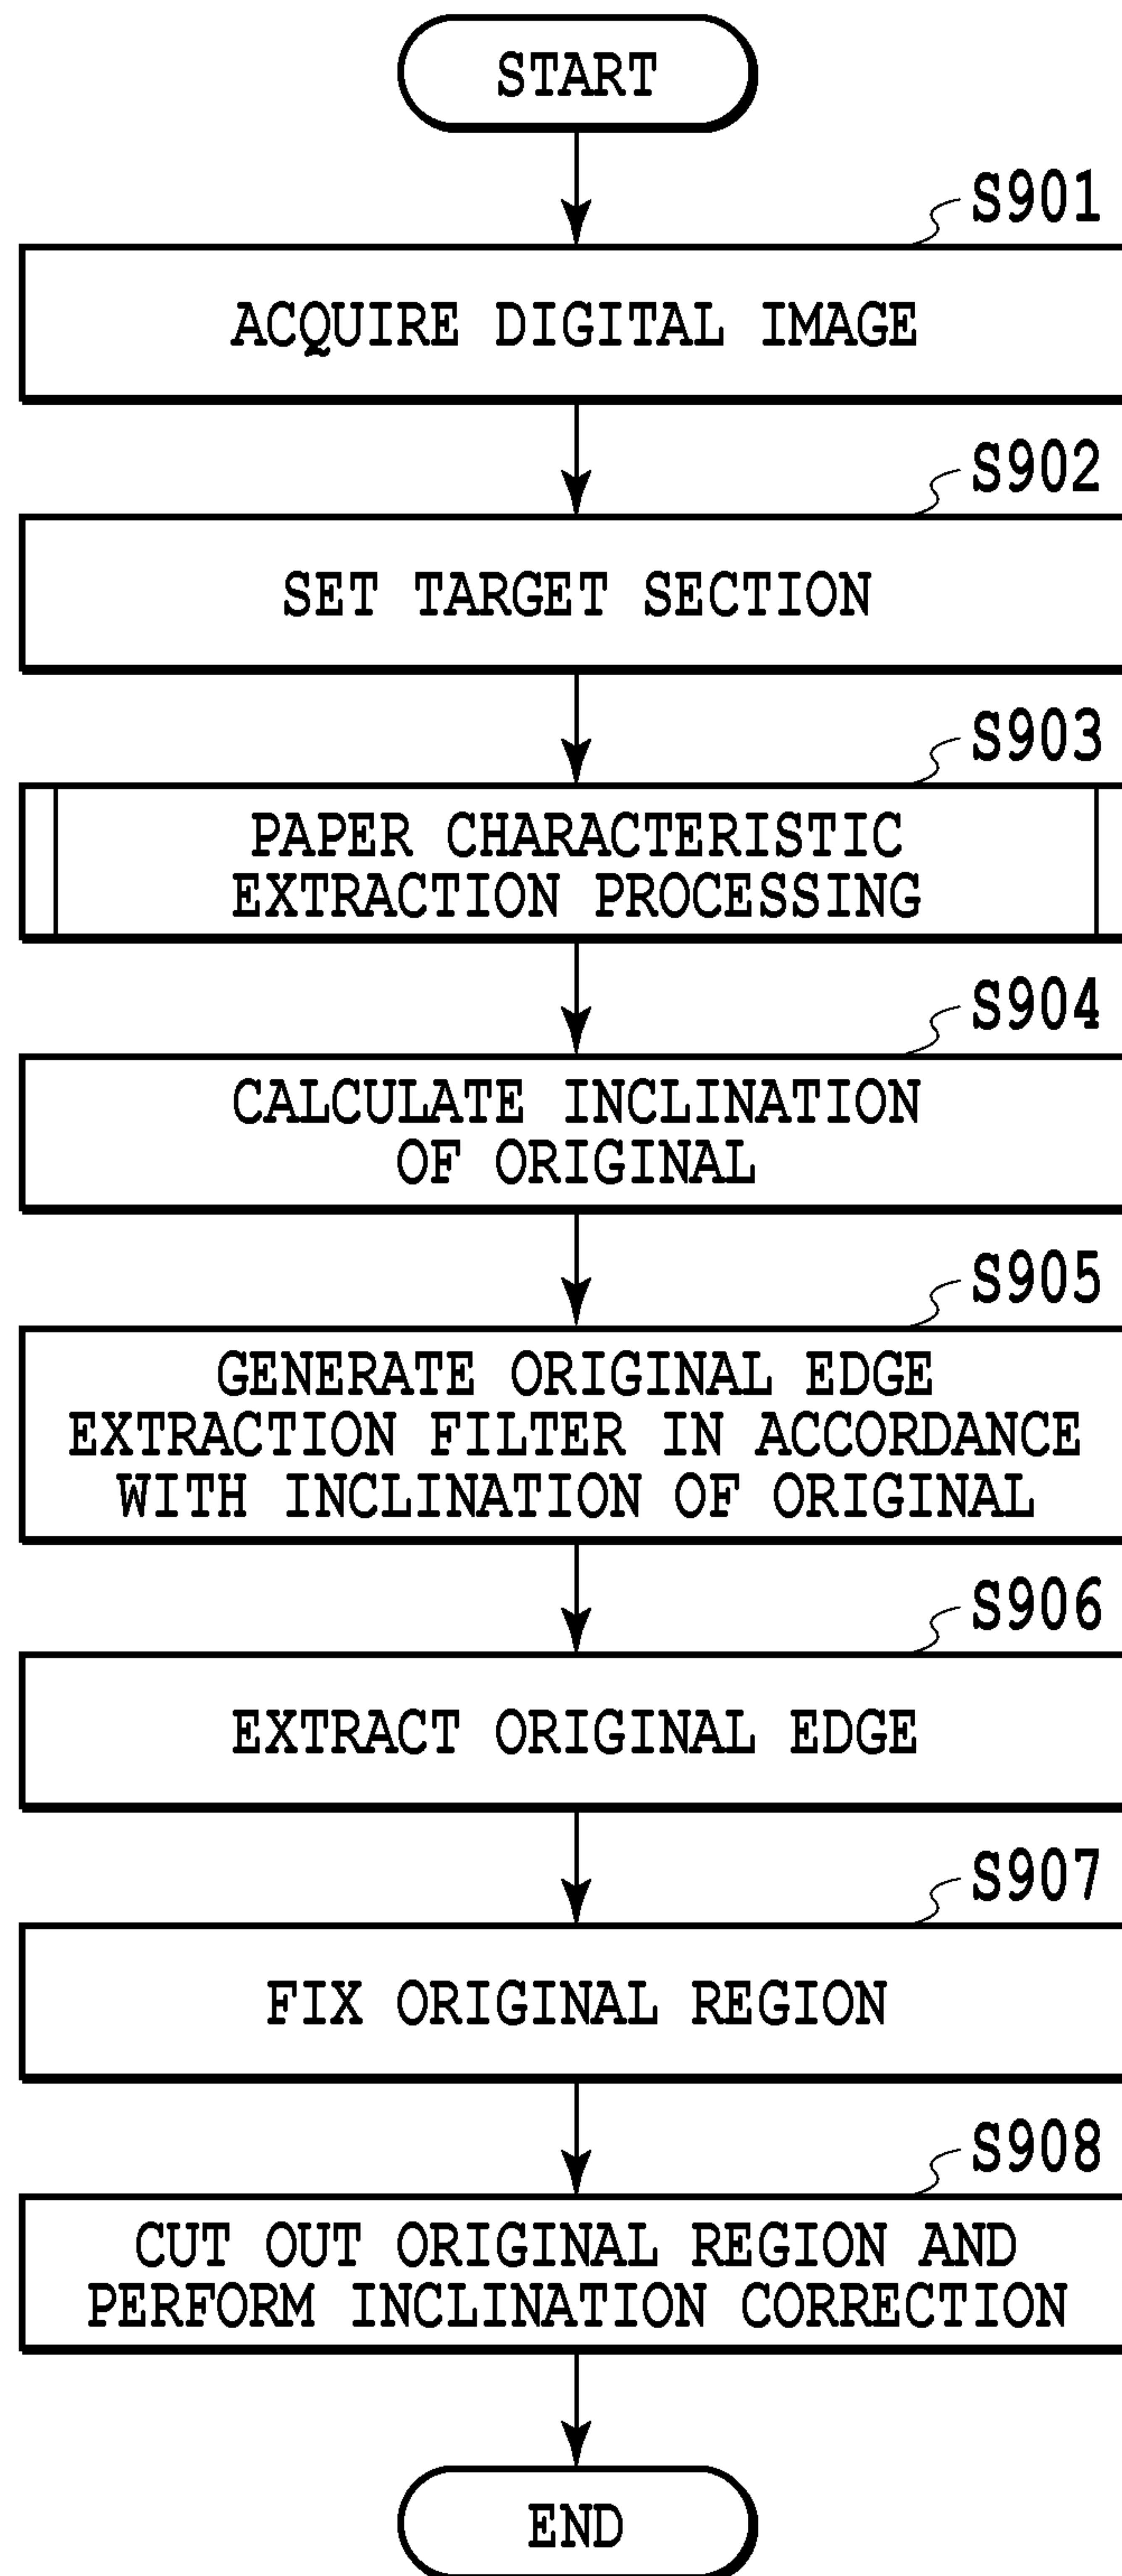 START
S901
ACQUIRE DIGITAL IMAGE
S902
SET TARGET SECTION
S903
PAPER CHARACTERISTIC
EXTRACTION PROCESSING
S904
CALCULATE INCLINATION
OF ORIGINAL
S905
GENERATE ORIGINAL EDGE
EXTRACTION FILTER IN ACCORDANCE
WITH INCLINATION OF ORIGINAL
S906
EXTRACT ORIGINAL EDGE
S907
FIX ORIGINAL REGION
S908
CUT OUT ORIGINAL REGION AND
PERFORM INCLINATION CORRECTION
END